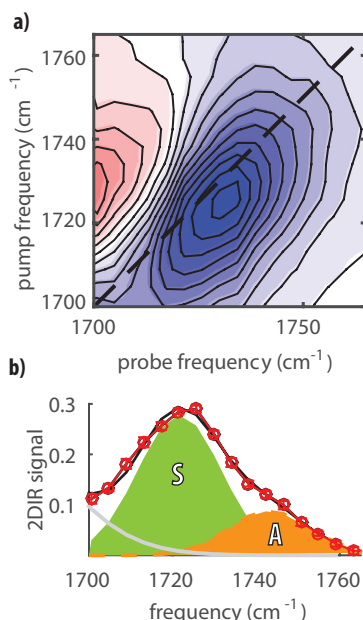 a)
1760
1740
1720
1700
pump frequency (cm ⁻¹)
1700
1750
probe frequency (cm⁻¹)
b)
0.3
0.2
0.1
2DIR signal
S
A
1700
1720
1740
1760
frequency (cm⁻¹)